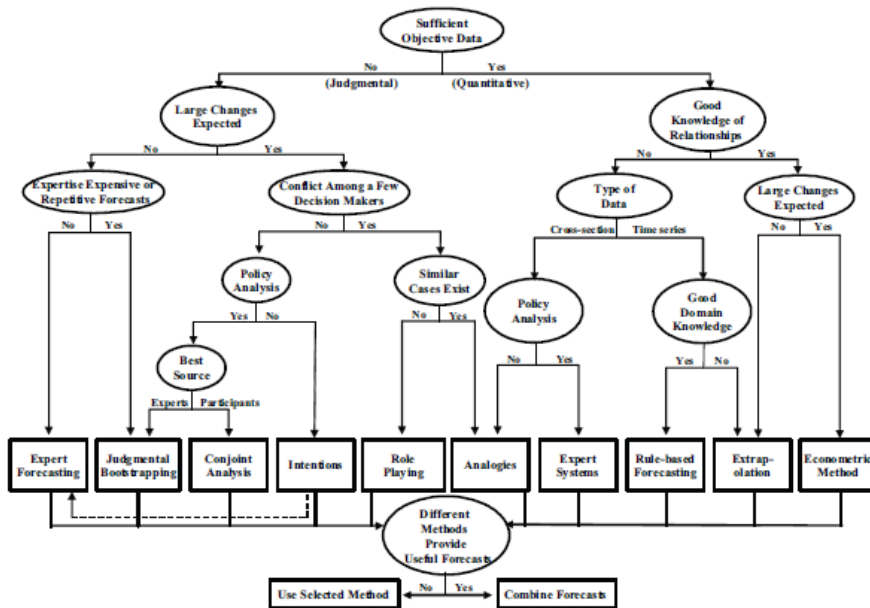 Sufficient
Objective Data
No
Yes
(Judgmental)
(Quantitative)
Large Changes
Expected
Good
Knowledge of
Relationships
No
Yes
No
Yes
Expertise Expensive or
Repetitive Forecasts
Conflict Among a Few
Decision Makers
Type of
Data
Large Changes
Expected
No
Yes
No
Yes
Cross-section
Time series
No
Yes
Policy
Analysis
Similar
Cases Exist
Policy
Analysis
Good
Domain
Knowledge
Yes
No
No
Yes
No
Yes
Yes
No
Best
Source
Experts
Participants
Expert
Forecasting
Judgmental
Bootstrapping
Conjoint
Analysis
Intentions
Role
Playing
Analogies
Expert
Systems
Rule-based
Forecasting
Extrap-
olation
Econometric
Method
Different
Methods
Provide
Useful Forecasts
No
Yes
Use Selected Method
Combine Forecasts